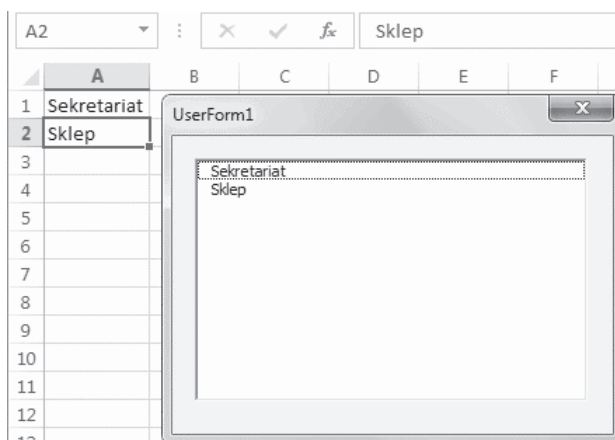 A2 fx Sklep
A B C D E F
1 Sekretariat
2 Sklep
3
4
5
6
7
8
9
10
11
12
UserForm1
Sekretariat
Sklep